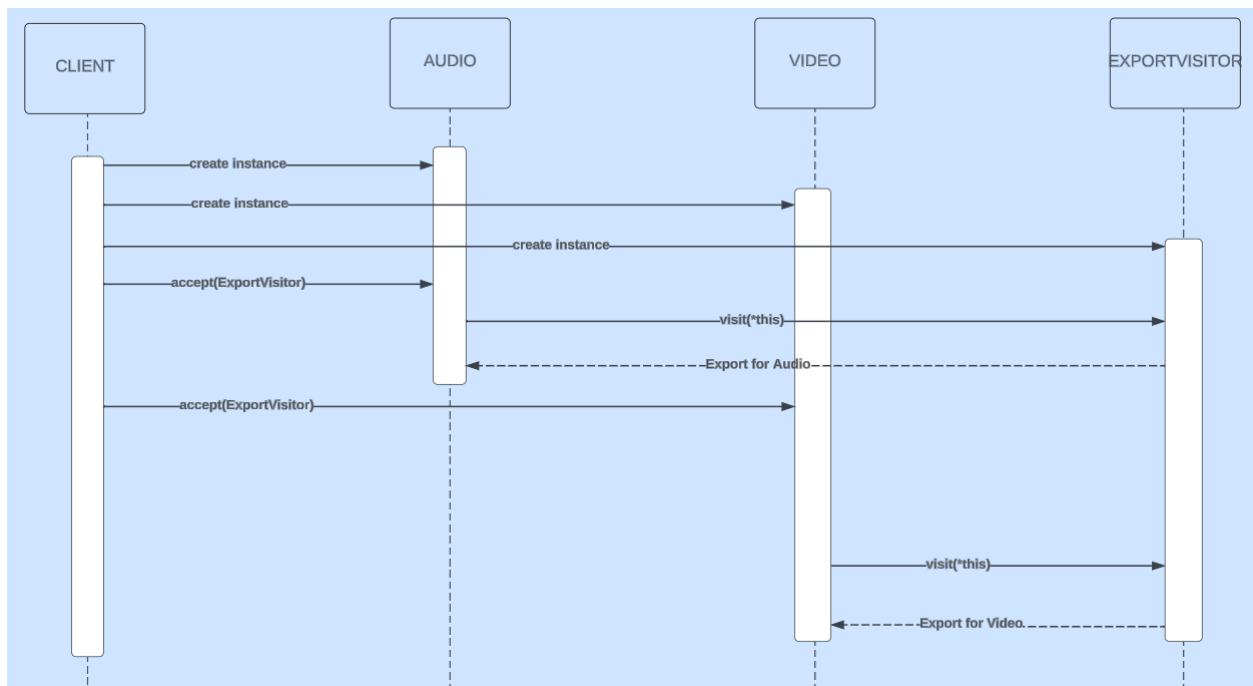 CLIENT
AUDIO
VIDEO
EXPORTVISITOR
create instance
create instance
create instance
accept(ExportVisitor)
visit(*this)
Export for Audio
accept(ExportVisitor)
visit(*this)
Export for Video